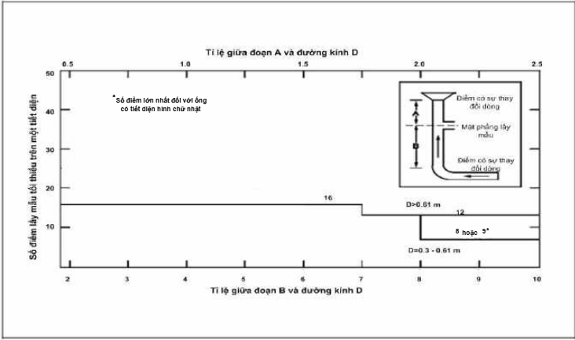 Tỉ lệ giữa đoạn A và đường kính D
0.5 1.0 1.5 2.0 2.5
50
40
30
20
10
Số điểm lấy mẫu tối thiểu trên một tiết diện
*Số điểm lớn nhất đối với ống
có tiết diện hình chữ nhật
Điểm có sự thay
đổi dòng
A
Mặt phẳng lấy
mẫu
B
Điểm có sự thay
đổi dòng
16
D>0.61 m
12
8 hoặc 9*
D=0.3 - 0.61 m
2 3 4 5 6 7 8 9 10
Tỉ lệ giữa đoạn B và đường kính D